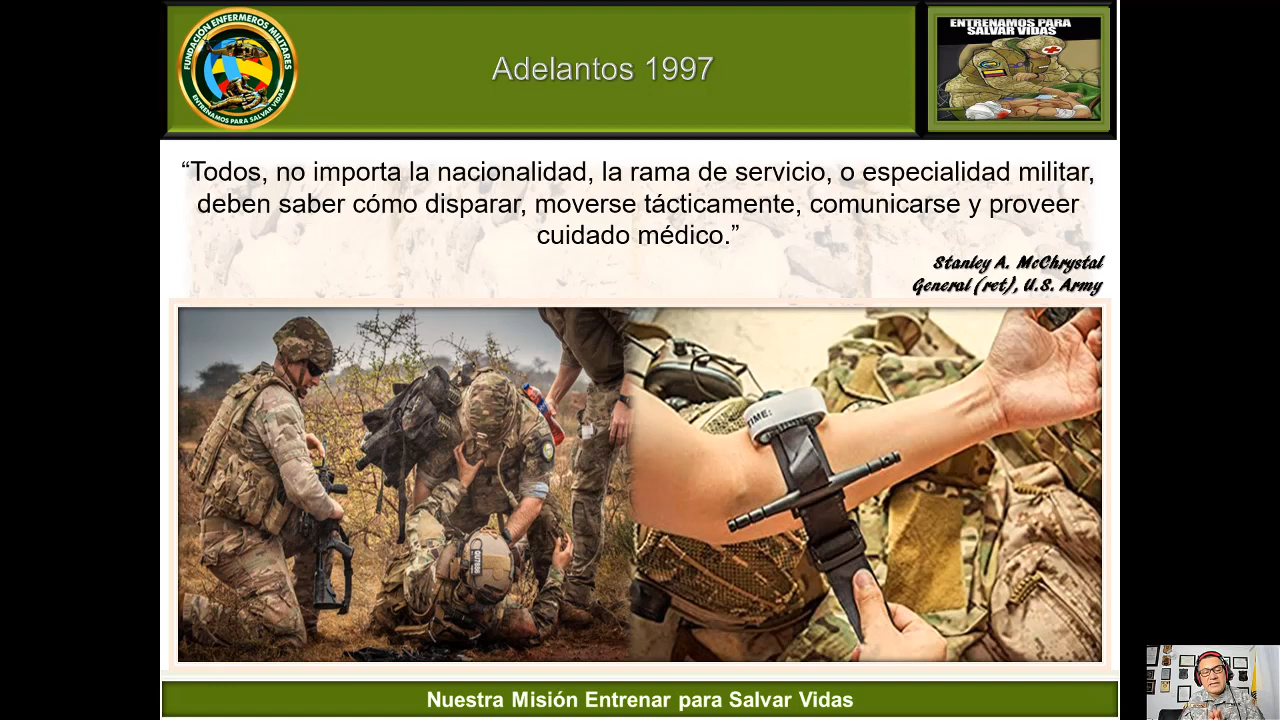 FUNDACIÓN ENFERMEROS MILITARES
ENTRENAMOS PARA SALVAR VIDAS
Adelantos 1997
ENTRENAMOS PARA
SALVAR VIDAS
“Todos, no importa la nacionalidad, la rama de servicio, o especialidad militar,
deben saber cómo disparar, moverse tácticamente, comunicarse y proveer
cuidado médico.”
Stanley A. McChrystal
General (ret), U.S. Army
TIME:
Nuestra Misión Entrenar para Salvar Vidas